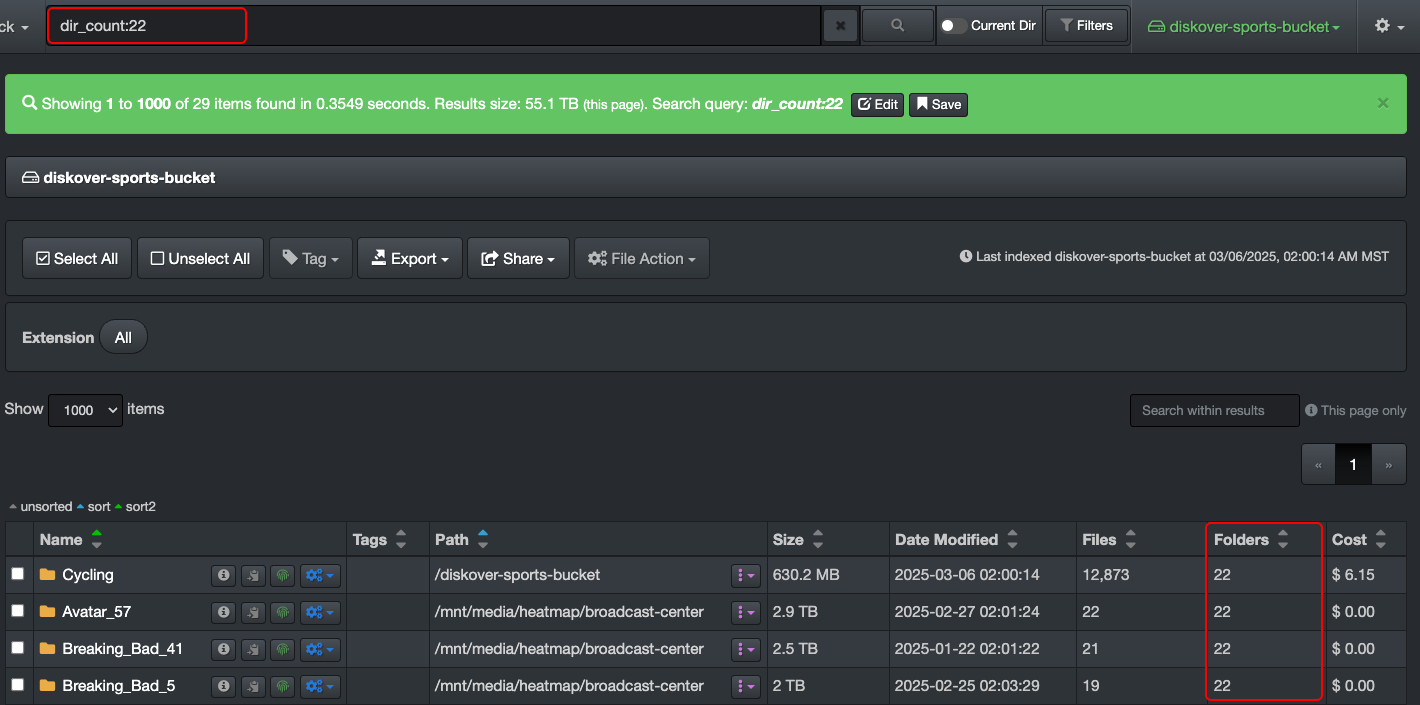 ck dir_count:22 Current Dir Filters diskover-sports-bucket
Showing 1 to 1000 of 29 items found in 0.3549 seconds. Results size: 55.1 TB (this page). Search query: dir_count:22 Edit Save ×
diskover-sports-bucket
Select All Unselect All Tag Export Share File Action Last indexed diskover-sports-bucket at 03/06/2025, 02:00:14 AM MST
Extension All
Show 1000 items Search within results This page only
« 1 »
unsorted sort sort2
Name Tags Path Size Date Modified Files Folders Cost
Cycling /diskover-sports-bucket 630.2 MB 2025-03-06 02:00:14 12,873 22 $ 6.15
Avatar_57 /mnt/media/heatmap/broadcast-center 2.9 TB 2025-02-27 02:01:24 22 22 $ 0.00
Breaking_Bad_41 /mnt/media/heatmap/broadcast-center 2.5 TB 2025-01-22 02:01:22 21 22 $ 0.00
Breaking_Bad_5 /mnt/media/heatmap/broadcast-center 2 TB 2025-02-25 02:03:29 19 22 $ 0.00